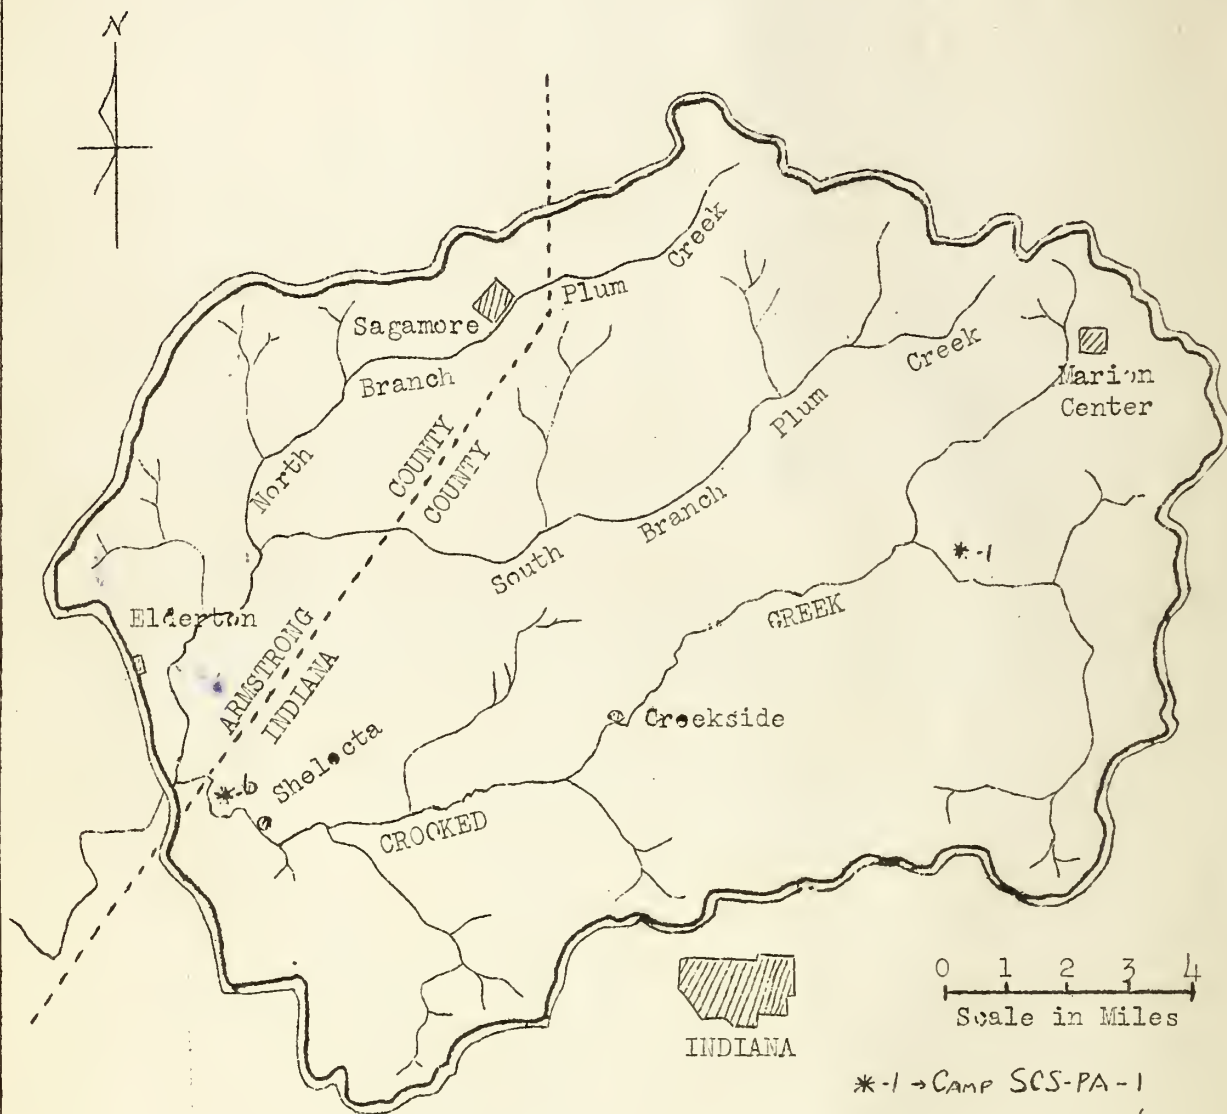 N
Creek
Plum
Sagamore
Branch
Creek
Marion
Center
Plum
North
COUNTY
COUNTY
Branch
South
*-1
Elderton
CREEK
ARMSTRONG
INDIANA
Creekside
*-6
Shelocta
CROOKED
0 1 2 3 4
Scale in Miles
INDIANA
*-1 → CAMP SCS-PA-1